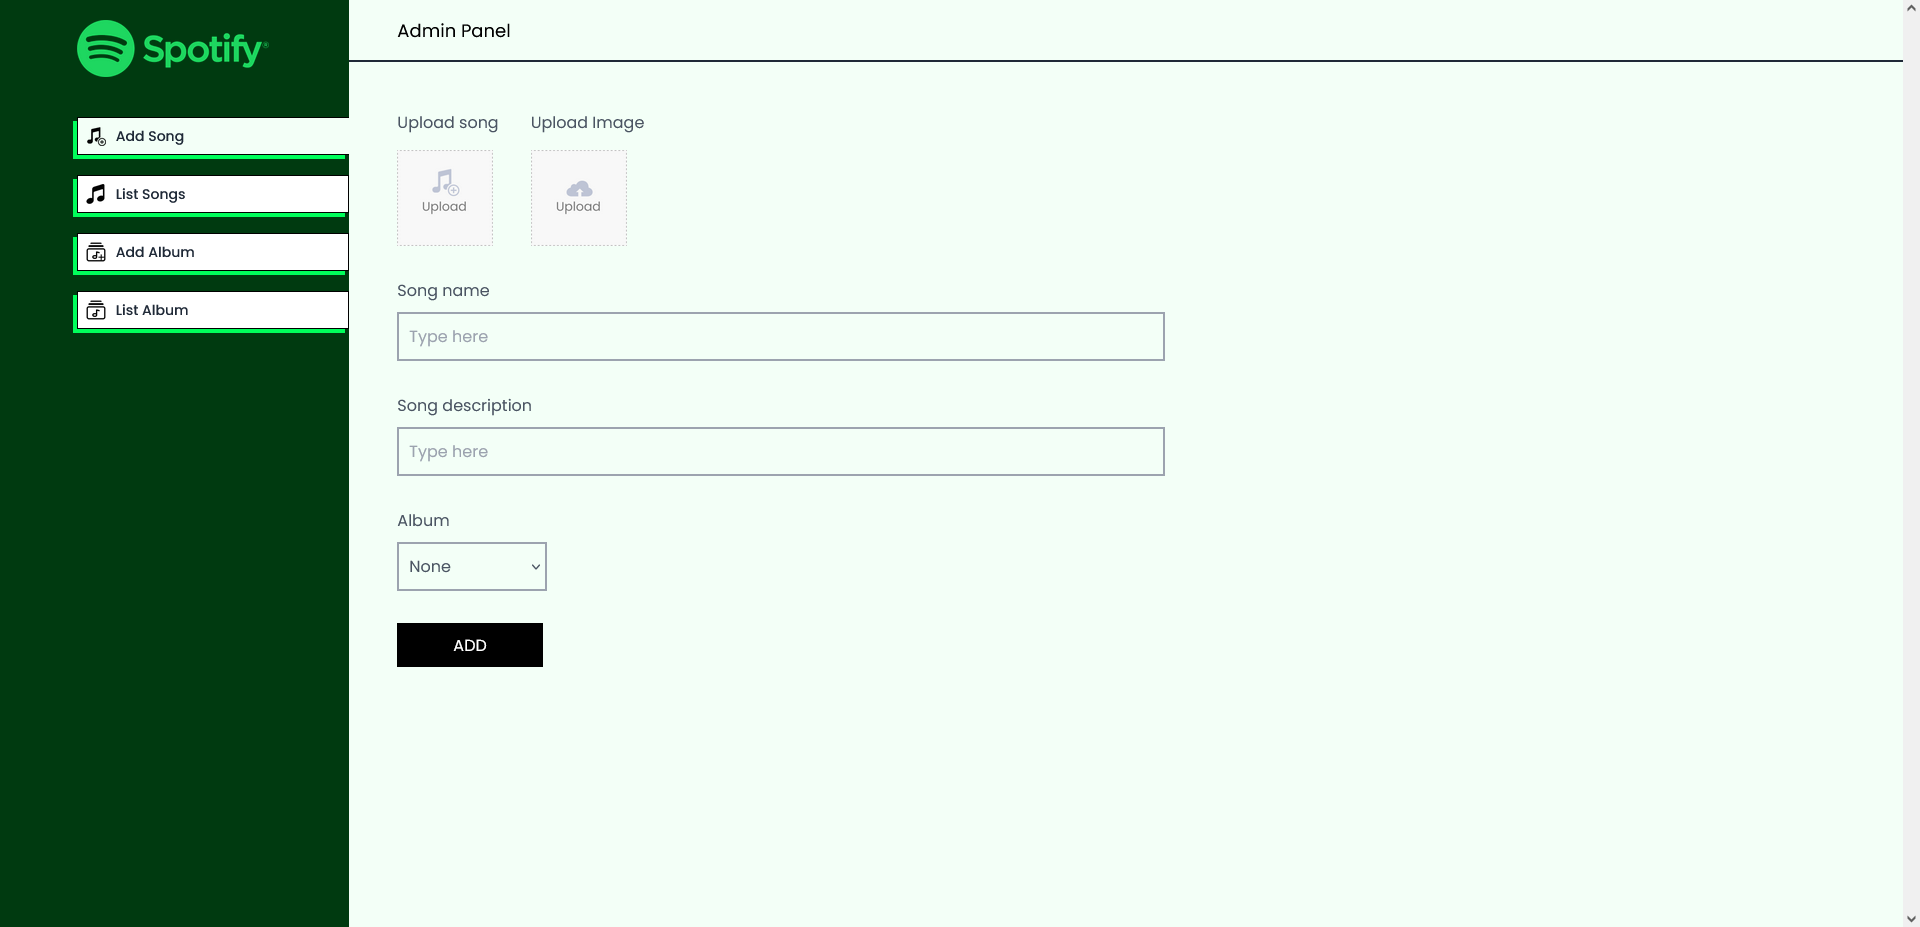 Spotify®
Admin Panel
Add Song
List Songs
Add Album
List Album
Upload song
Upload Image
Upload
Upload
Song name
Type here
Song description
Type here
Album
None
ADD